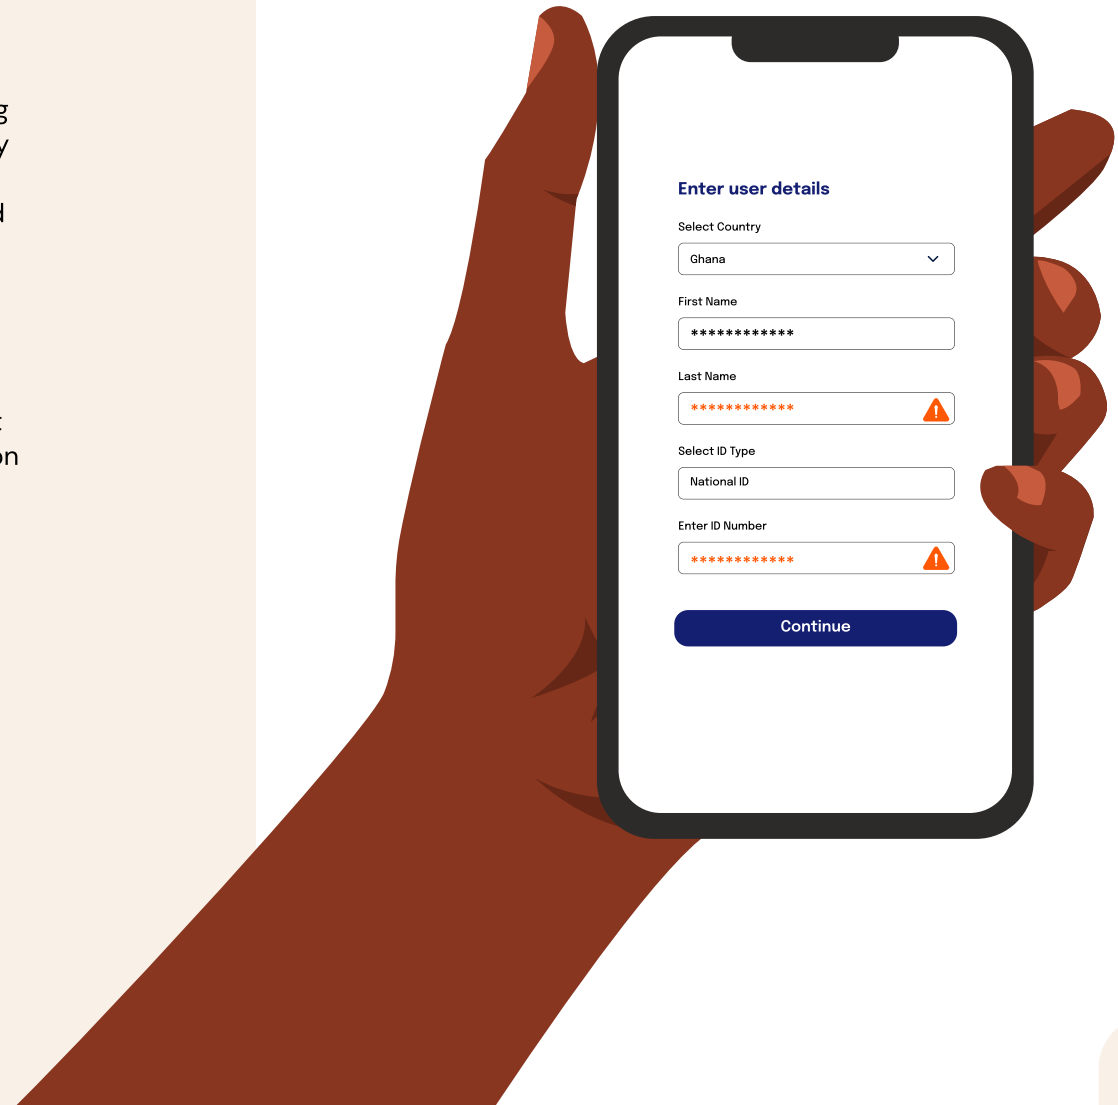 Enter user details
Select Country
Ghana
First Name
************
Last Name
************
Select ID Type
National ID
Enter ID Number
************
Continue